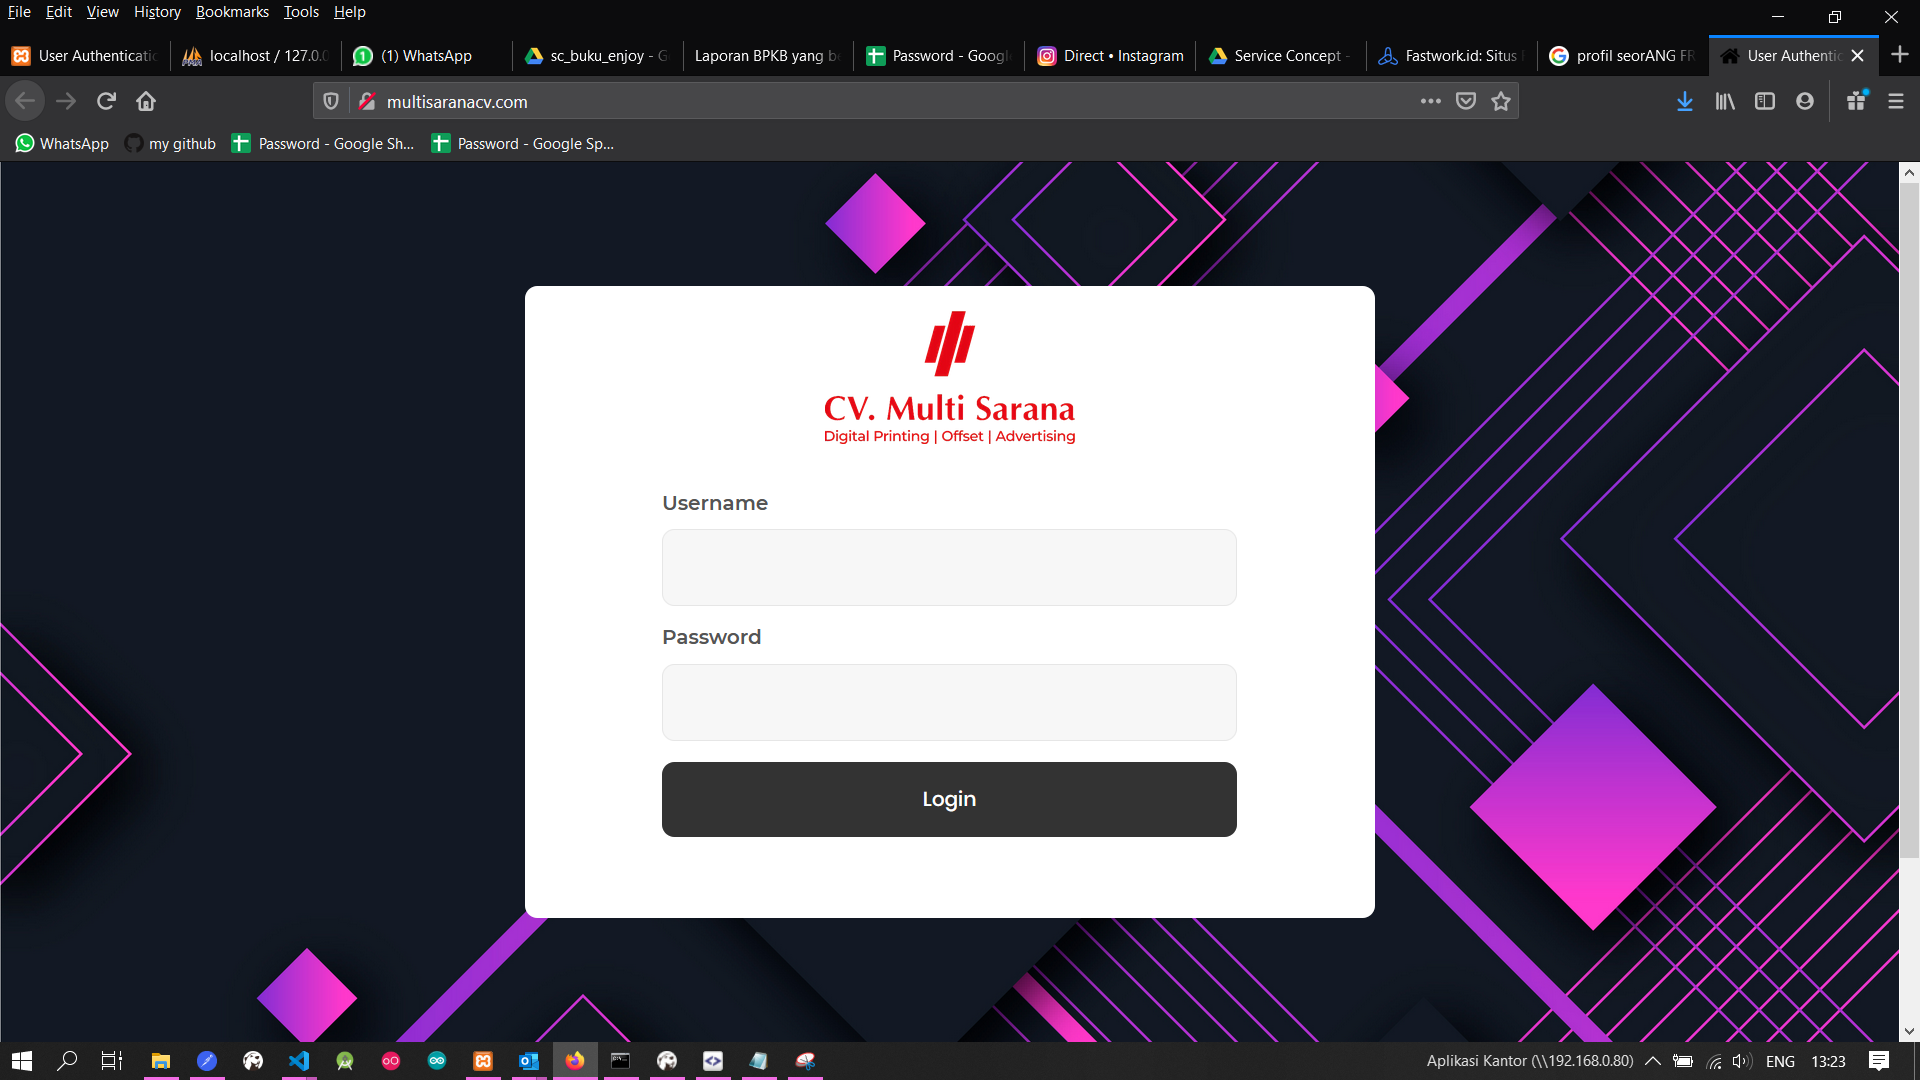 File Edit View History Bookmarks Tools Help
User Authenticatio
localhost / 127.0.0
(1) WhatsApp
sc_buku_enjoy - G
Laporan BPKB yang be
Password - Google
Direct • Instagram
Service Concept -
Fastwork.id: Situs
profil seorANG FR
User Authentic
multisaranacv.com
WhatsApp
my github
Password - Google Sh...
Password - Google Sp...
CV. Multi Sarana
Digital Printing | Offset | Advertising
Username
Password
Login
Aplikasi Kantor (\\192.168.0.80)
ENG
13:23